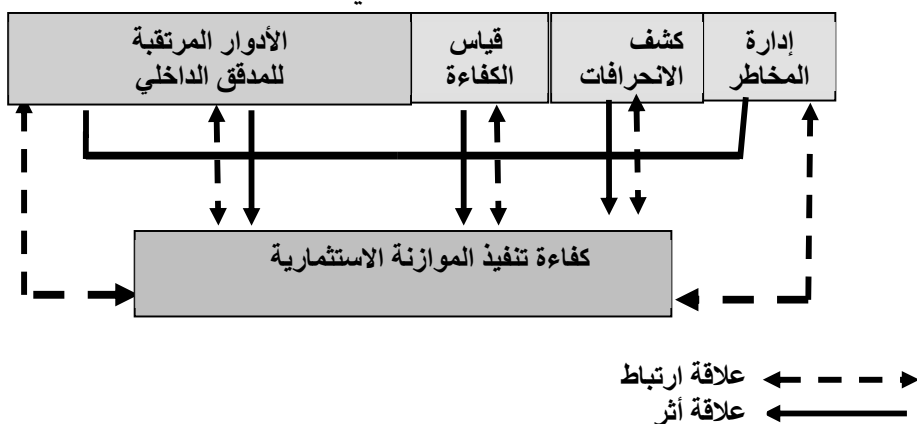 إدارة
المخاطر
كشف
الانحرافات
قياس
الكفاءة
الأدوار المرتقبة
للمدقق الداخلي
كفاءة تنفيذ الموازنة الاستثمارية
علاقة ارتباط
علاقة أثر